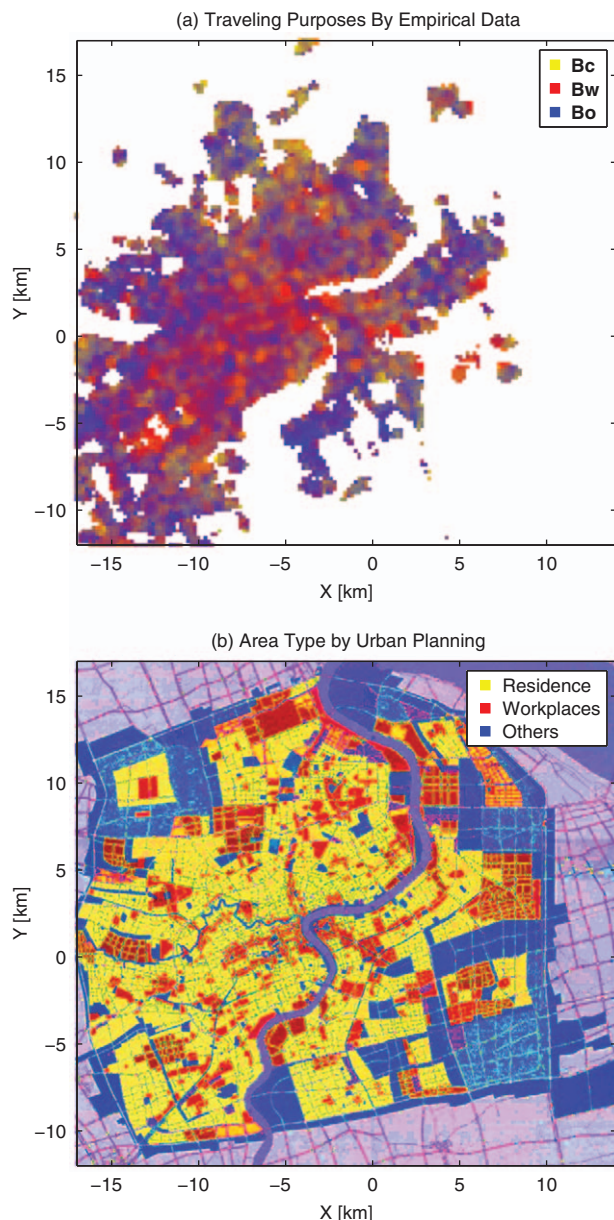 (a) Traveling Purposes By Empirical Data
Bc
Bw
Bo
15
10
5
0
−5
−10
Y [km]
−15 −10 −5 0 5 10
X [km]
(b) Area Type by Urban Planning
Residence
Workplaces
Others
15
10
5
0
−5
−10
Y [km]
−15 −10 −5 0 5 10
X [km]